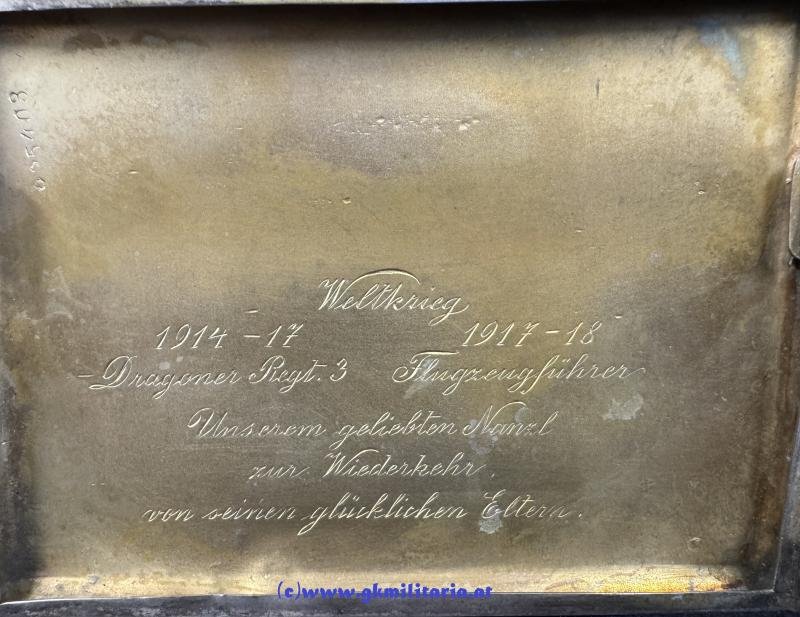 Weltkrieg
1914 - 17 1917 - 18
Dragoner Regt. 3 Flugzeugführer
Unserem geliebten Nanzl
zur Wiederkehr,
von seinen glücklichen Eltern.
(c)www.gkmilitaria.at